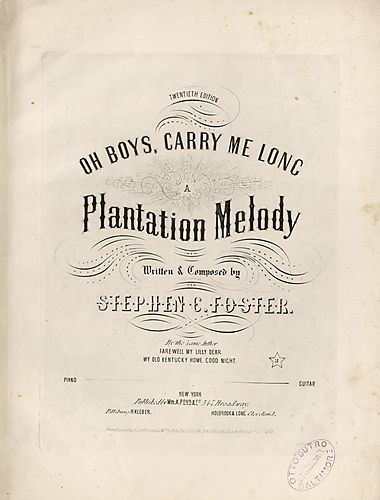 TWENTIETH EDITION
OH BOYS, CARRY ME LONG
A
Plantation Melody
Written & Composed by
STEPHEN C. FOSTER.
By the same Author
FAREWELL MY LILLY DEAR.
MY OLD KENTUCKY HOME, GOOD NIGHT.
PIANO
GUITAR
NEW YORK
Published by Wm. A. POND & Co. 547 Broadway.
Pittsburg, H. KLEBER.
HOLBROOK & LONG Cleveland.
OTTO SUTRO
BALTIMORE